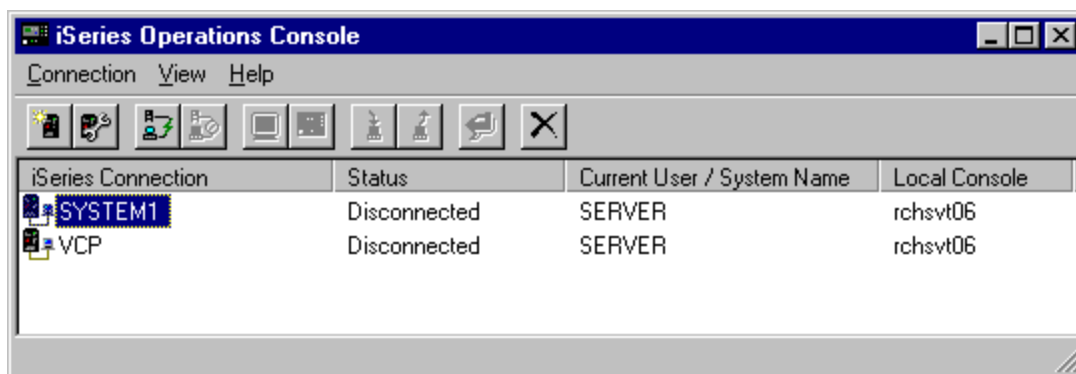 iSeries Operations Console
Connection View Help
iSeries Connection Status Current User / System Name Local Console
SYSTEM1 Disconnected SERVER rchsvt06
VCP Disconnected SERVER rchsvt06